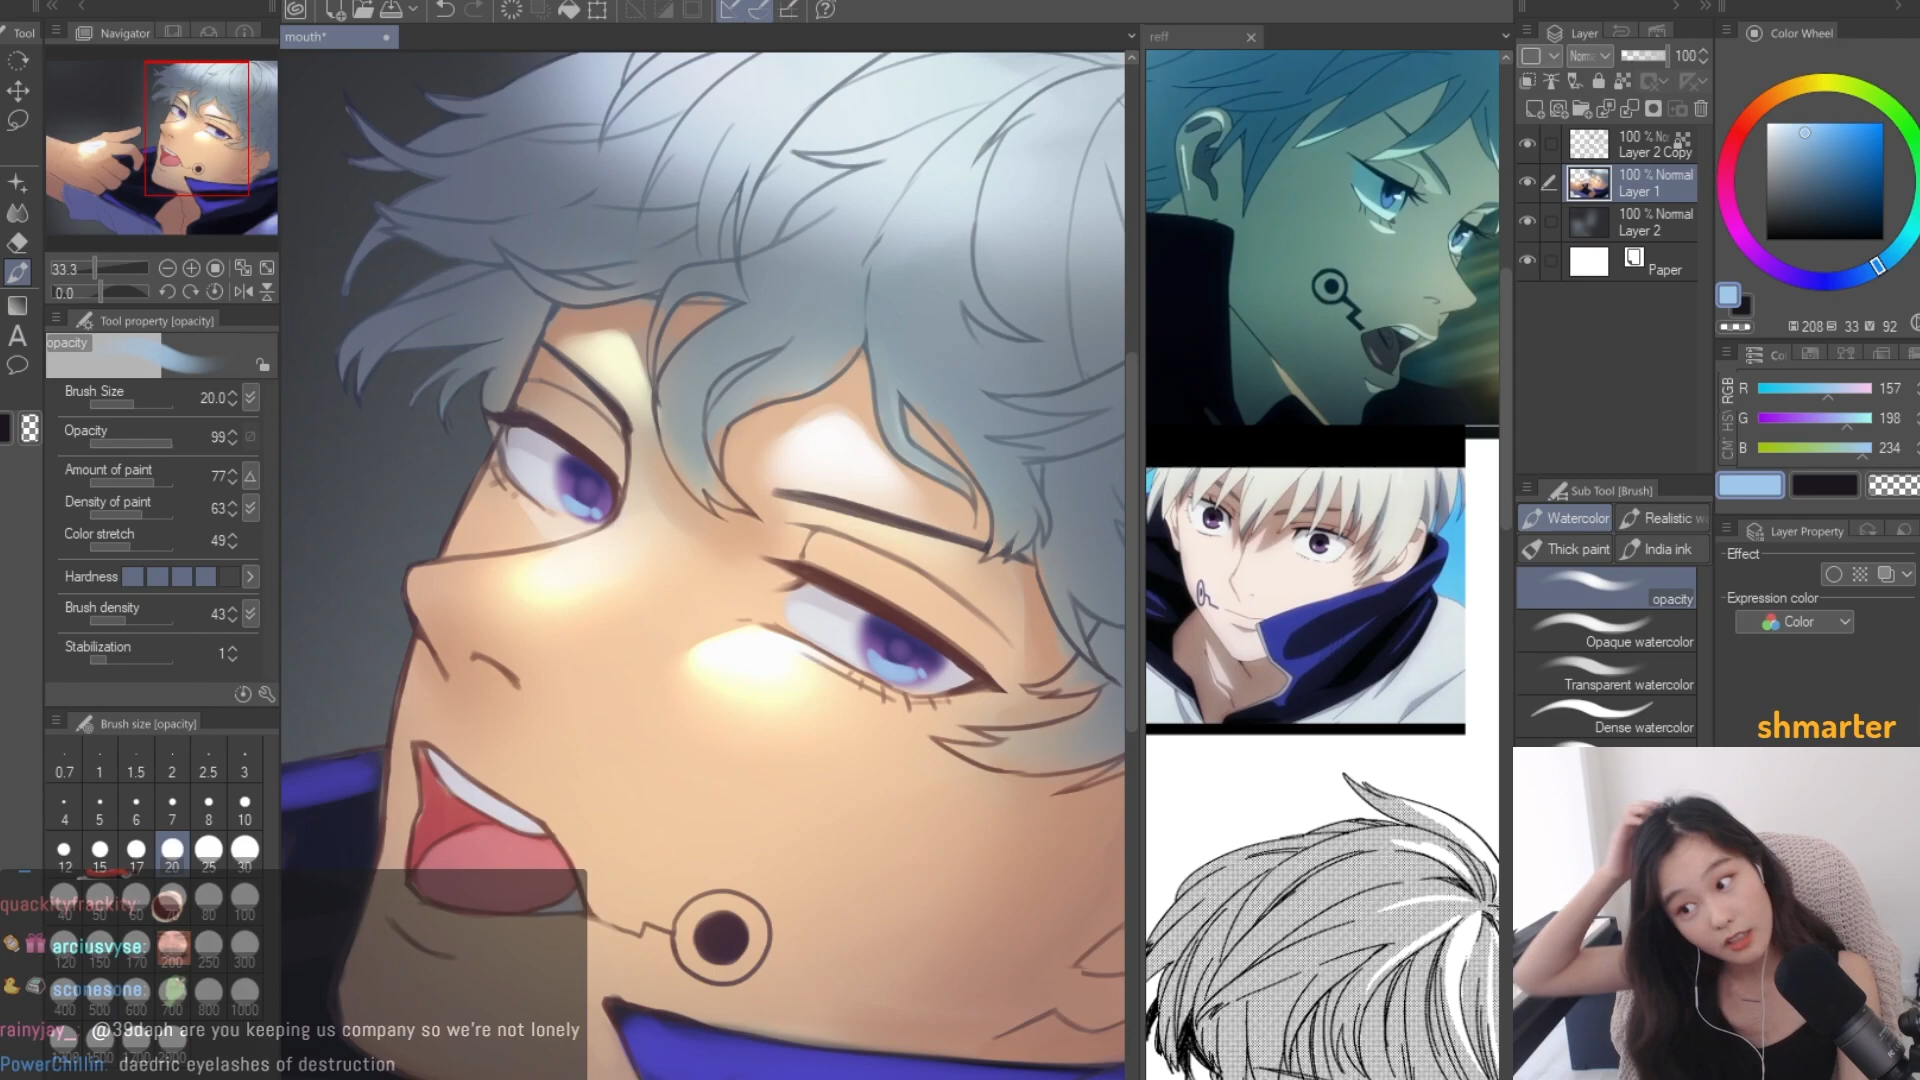 Tool
Navigator
33.3
0.0
Tool property [opacity]
opacity
Brush Size 20.0
Opacity 99
Amount of paint 77
Density of paint 63
Color stretch 49
Hardness
Brush density 43
Stabilization 1
Brush size [opacity]
0.7 1 1.5 2 2.5 3
4 5 6 7 8 10
12 15 17 20 25 30
40 50 60 70 80 100
120 150 170 200 250 300
400 500 600 700 800 1000
quackityfrackity
arciusvyse:
sconesone:
rainyjay_: @39daph are you keeping us company so we're not lonely
PowerChillin: daedric eyelashes of destruction
mouth*
reff
Layer
100
100 % No
Layer 2 Copy
100 % Normal
Layer 1
100 % Normal
Layer 2
Paper
Sub Tool [Brush]
Watercolor
Realistic
Thick paint
India ink
opacity
Opaque watercolor
Transparent watercolor
Dense watercolor
Color Wheel
208 33 92
Co
RGB
R 157
G 198
B 234
Layer Property
Effect
Expression color
Color
shmarter